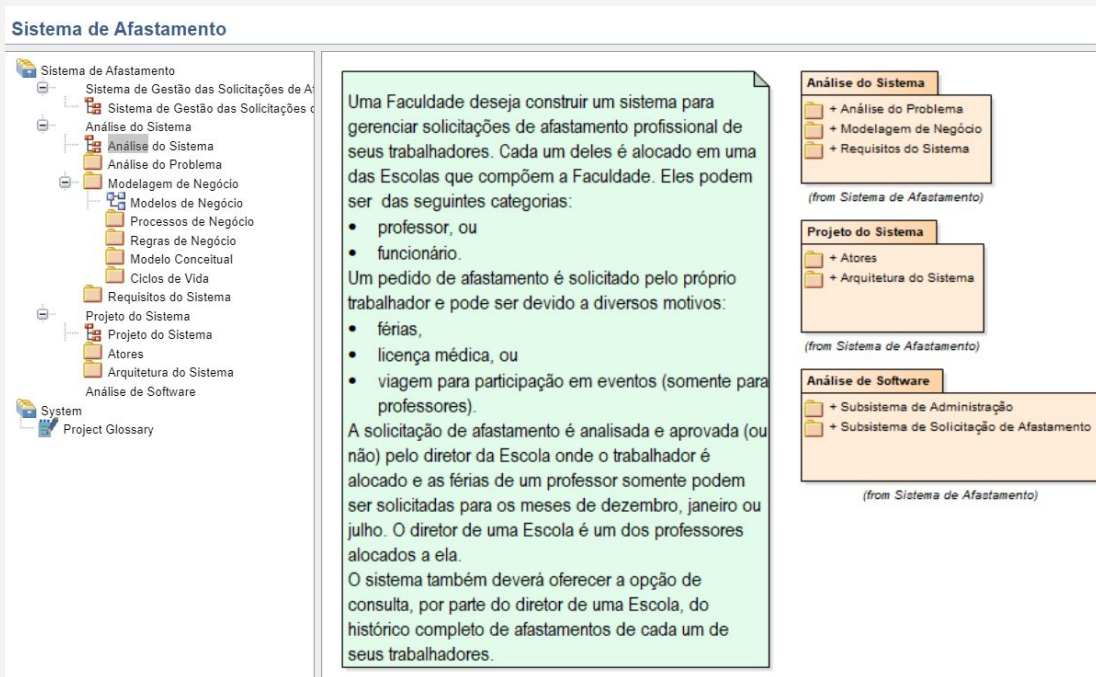 Sistema de Afastamento
Sistema de Afastamento
Sistema de Gestão das Solicitações de A
Sistema de Gestão das Solicitações
Análise do Sistema
Análise do Sistema
Análise do Problema
Modelagem de Negócio
Modelos de Negócio
Processos de Negócio
Regras de Negócio
Modelo Conceitual
Ciclos de Vida
Requisitos do Sistema
Projeto do Sistema
Projeto do Sistema
Atores
Arquitetura do Sistema
Análise de Software
System
Project Glossary
Uma Faculdade deseja construir um sistema para
gerenciar solicitações de afastamento profissional de
seus trabalhadores. Cada um deles é alocado em uma
das Escolas que compõem a Faculdade. Eles podem
ser das seguintes categorias:
• professor, ou
• funcionário.
Um pedido de afastamento é solicitado pelo próprio
trabalhador e pode ser devido a diversos motivos:
• férias,
• licença médica, ou
• viagem para participação em eventos (somente para
professores).
A solicitação de afastamento é analisada e aprovada (ou
não) pelo diretor da Escola onde o trabalhador é
alocado e as férias de um professor somente podem
ser solicitadas para os meses de dezembro, janeiro ou
julho. O diretor de uma Escola é um dos professores
alocados a ela.
O sistema também deverá oferecer a opção de
consulta, por parte do diretor de uma Escola, do
histórico completo de afastamentos de cada um de
seus trabalhadores.
Análise do Sistema
+ Análise do Problema
+ Modelagem de Negócio
+ Requisitos do Sistema
(from Sistema de Afastamento)
Projeto do Sistema
+ Atores
+ Arquitetura do Sistema
(from Sistema de Afastamento)
Análise de Software
+ Subsistema de Administração
+ Subsistema de Solicitação de Afastamento
(from Sistema de Afastamento)